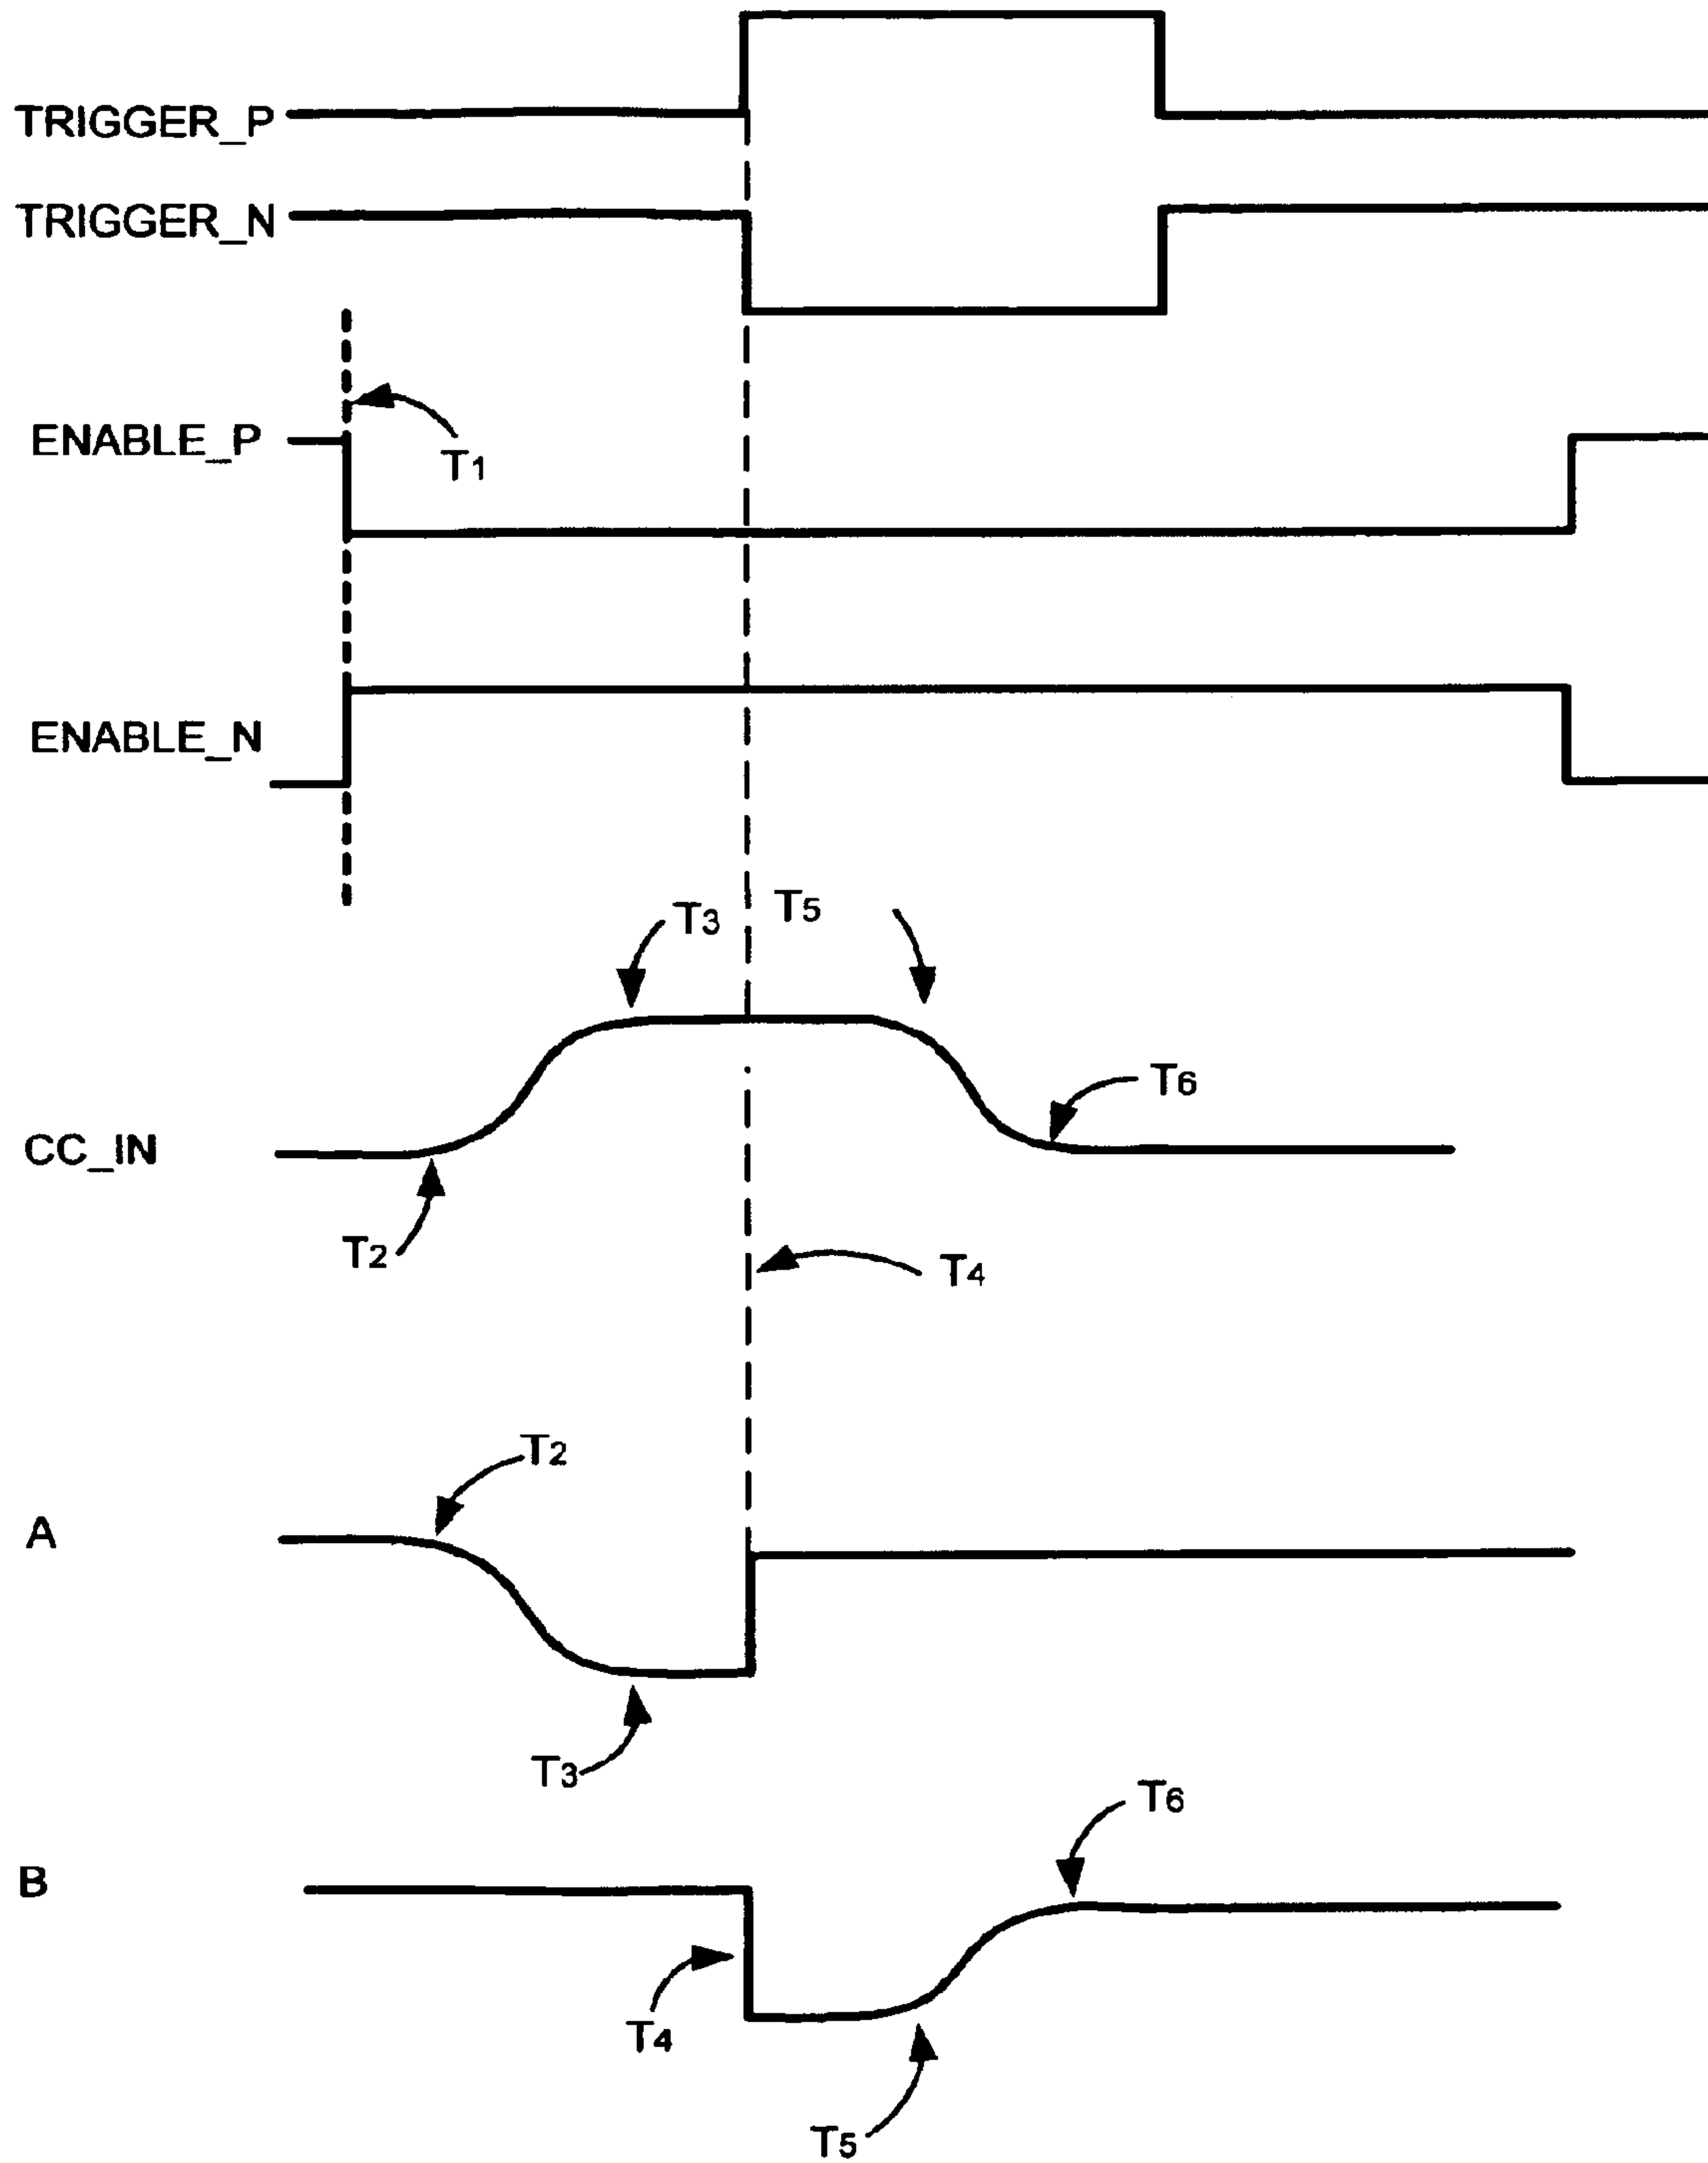 TRIGGER_P
TRIGGER_N
ENABLE_P
T1
ENABLE_N
T3
T5
T6
CC_IN
T2
T4
T2
A
T3
T6
B
T4
T5